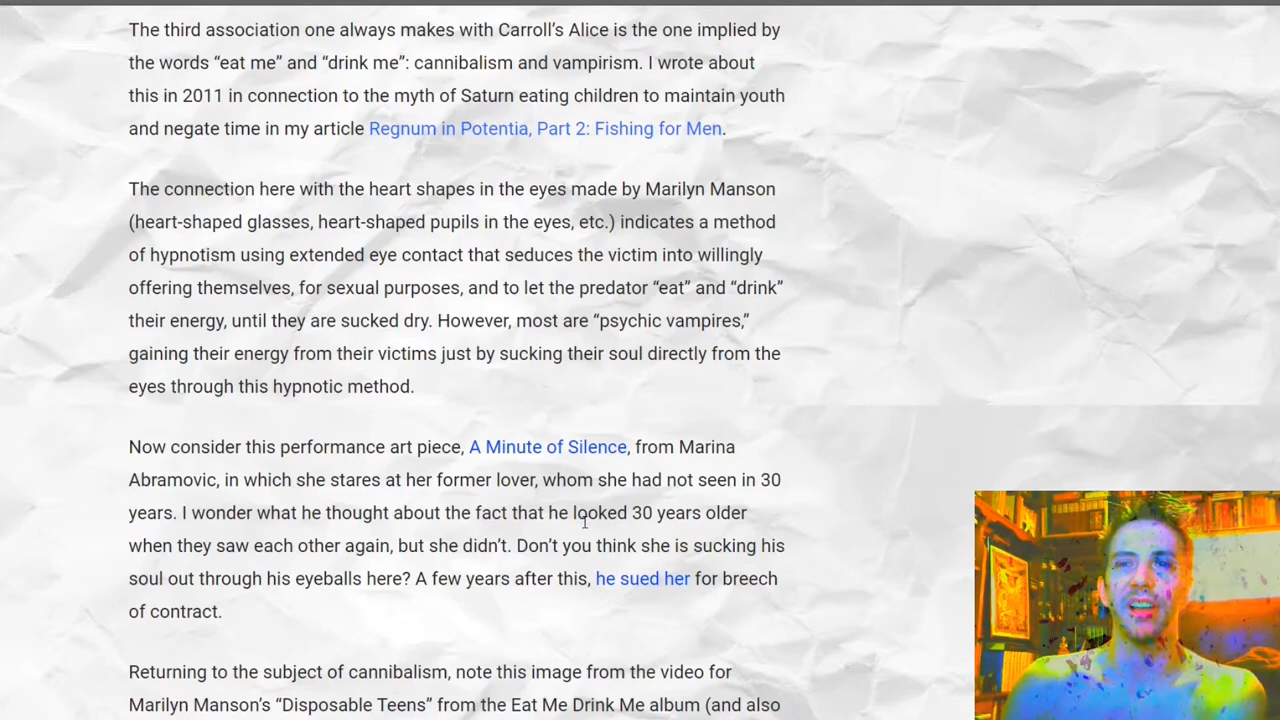 The third association one always makes with Carroll’s Alice is the one implied by
the words “eat me” and “drink me”: cannibalism and vampirism. I wrote about
this in 2011 in connection to the myth of Saturn eating children to maintain youth
and negate time in my article Regnum in Potentia, Part 2: Fishing for Men.
The connection here with the heart shapes in the eyes made by Marilyn Manson
(heart-shaped glasses, heart-shaped pupils in the eyes, etc.) indicates a method
of hypnotism using extended eye contact that seduces the victim into willingly
offering themselves, for sexual purposes, and to let the predator “eat” and “drink”
their energy, until they are sucked dry. However, most are “psychic vampires,”
gaining their energy from their victims just by sucking their soul directly from the
eyes through this hypnotic method.
Now consider this performance art piece, A Minute of Silence, from Marina
Abramovic, in which she stares at her former lover, whom she had not seen in 30
years. I wonder what he thought about the fact that he looked 30 years older
when they saw each other again, but she didn’t. Don’t you think she is sucking his
soul out through his eyeballs here? A few years after this, he sued her for breech
of contract.
Returning to the subject of cannibalism, note this image from the video for
Marilyn Manson’s “Disposable Teens” from the Eat Me Drink Me album (and also